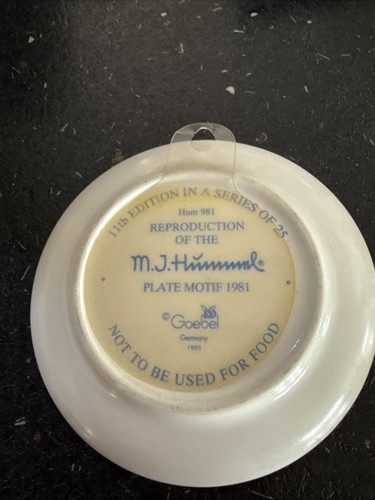 11th EDITION IN A SERIES OF 25
Hum 981
REPRODUCTION
OF THE
M.J.Hummel®
PLATE MOTIF 1981
© Goebel
Germany
1995
NOT TO BE USED FOR FOOD